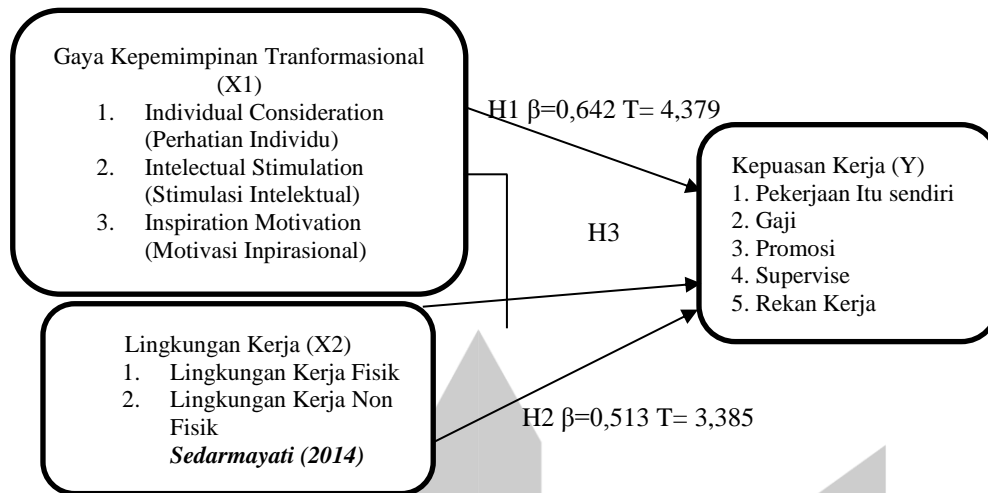 Gaya Kepemimpinan Tranformasional
(X1)
1. Individual Consideration
(Perhatian Individu)
2. Intelectual Stimulation
(Stimulasi Intelektual)
3. Inspiration Motivation
(Motivasi Inpirasional)
H1 β=0,642 T= 4,379
Kepuasan Kerja (Y)
1. Pekerjaan Itu sendiri
2. Gaji
3. Promosi
4. Supervise
5. Rekan Kerja
H3
Lingkungan Kerja (X2)
1. Lingkungan Kerja Fisik
2. Lingkungan Kerja Non
Fisik
Sedarmayati (2014)
H2 β=0,513 T= 3,385